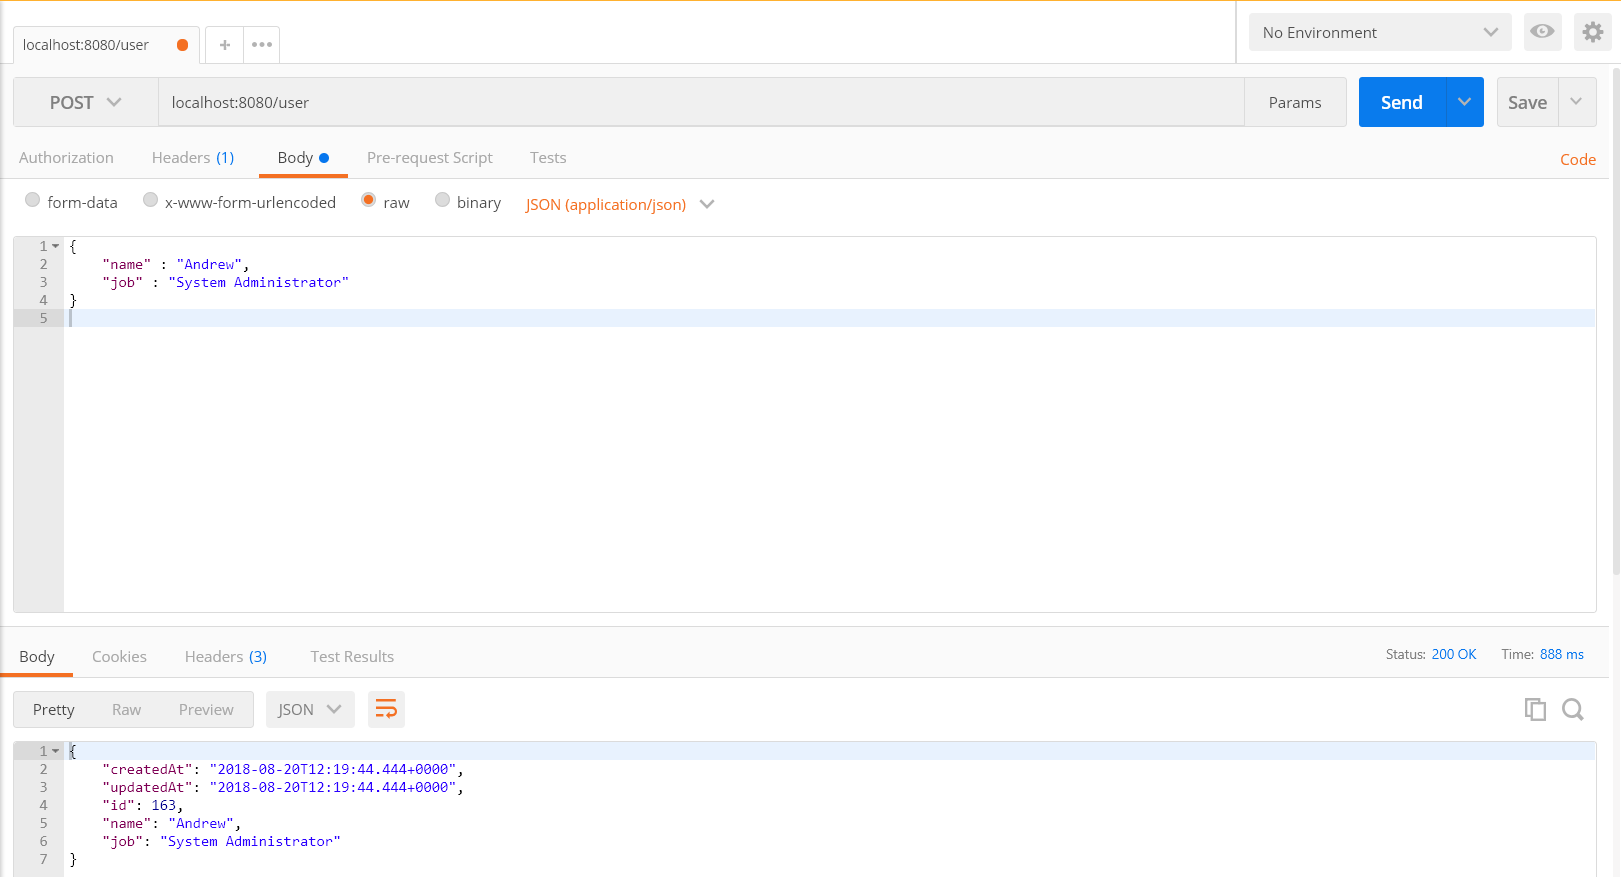 localhost:8080/user + ••• No Environment
POST localhost:8080/user Params Send Save
Authorization Headers (1) Body Pre-request Script Tests Code
form-data x-www-form-urlencoded raw binary JSON (application/json)
1 {
2 "name" : "Andrew",
3 "job" : "System Administrator"
4 }
5
Body Cookies Headers (3) Test Results Status: 200 OK Time: 888 ms
Pretty Raw Preview JSON
1 {
2 "createdAt": "2018-08-20T12:19:44.444+0000",
3 "updatedAt": "2018-08-20T12:19:44.444+0000",
4 "id": 163,
5 "name": "Andrew",
6 "job": "System Administrator"
7 }